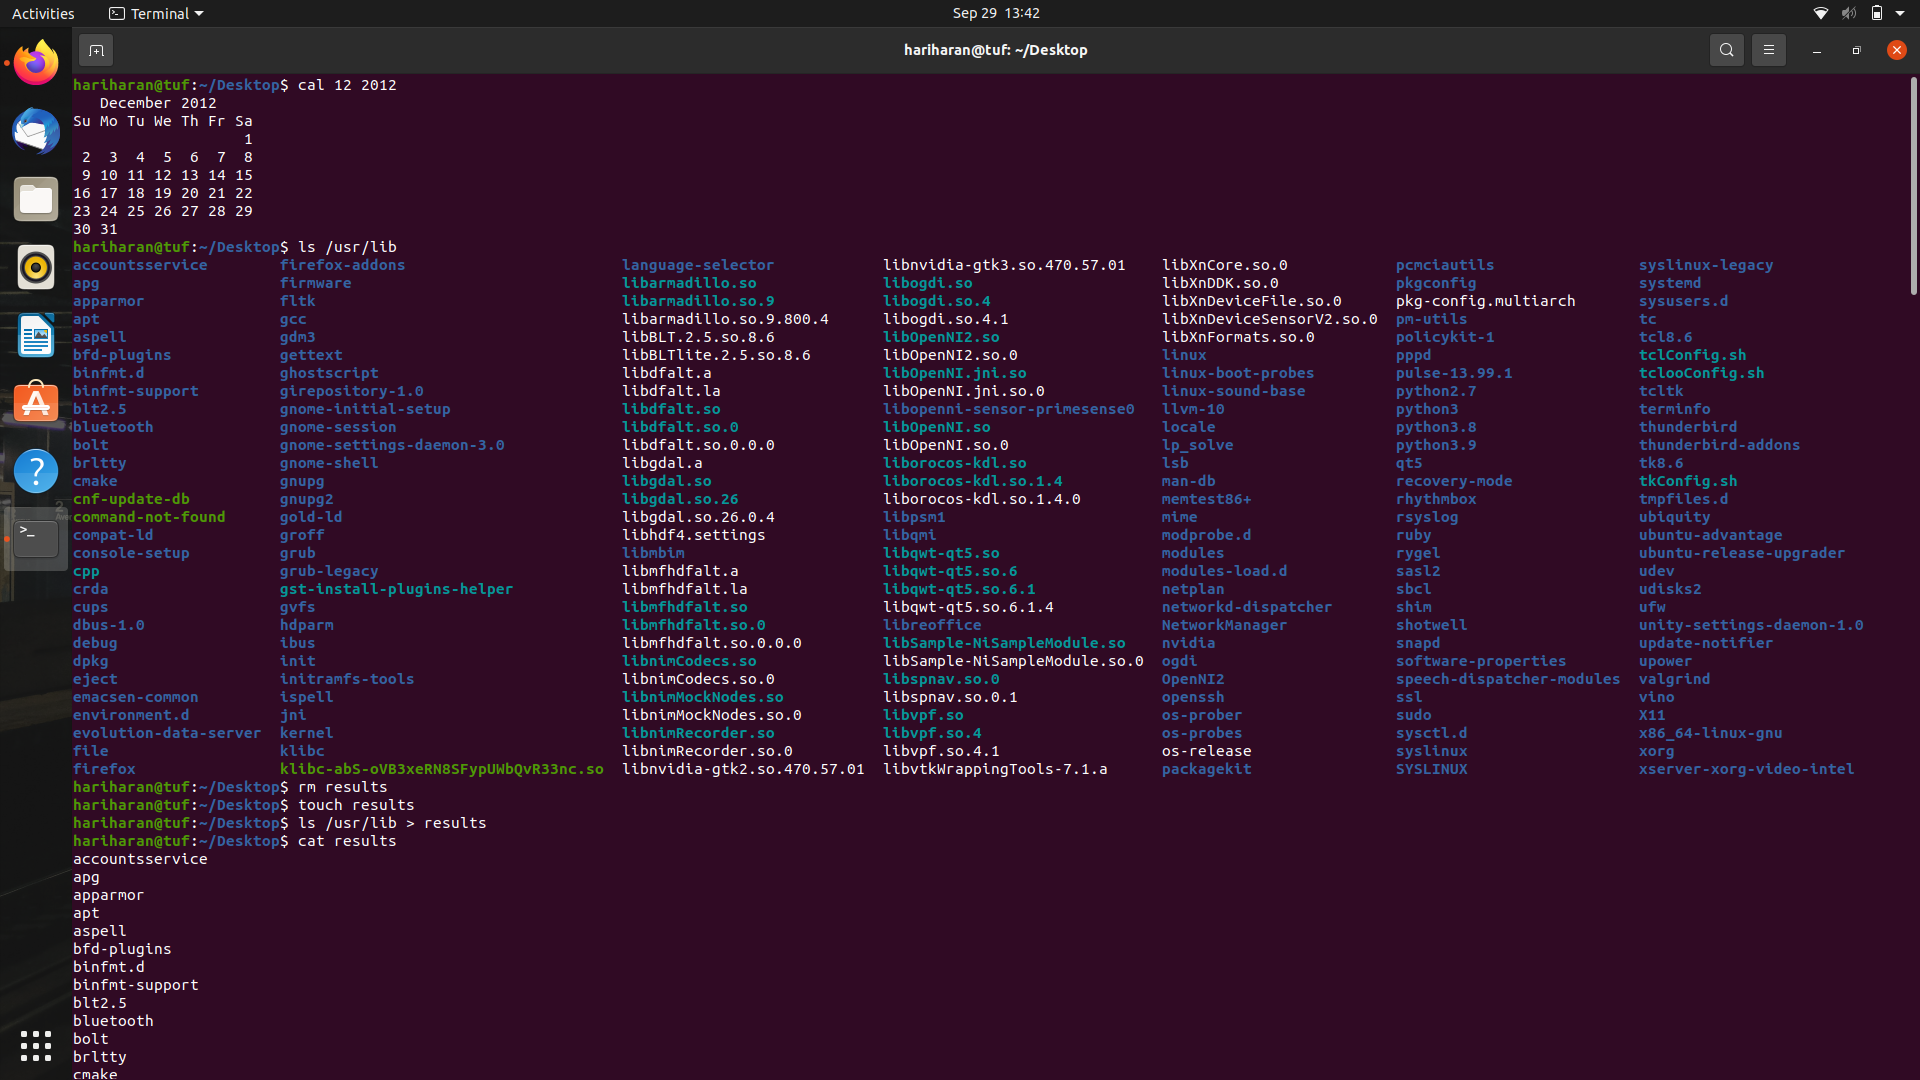 Activities Terminal Sep 29 13:42
hariharan@tuf: ~/Desktop
hariharan@tuf:~/Desktop$ cal 12 2012
December 2012
Su Mo Tu We Th Fr Sa
1
2 3 4 5 6 7 8
9 10 11 12 13 14 15
16 17 18 19 20 21 22
23 24 25 26 27 28 29
30 31
hariharan@tuf:~/Desktop$ ls /usr/lib
accountsservice firefox-addons language-selector libnvidia-gtk3.so.470.57.01 libXnCore.so.0 pcmciautils syslinux-legacy
apg firmware libarmadillo.so libogdi.so libXnDDK.so.0 pkgconfig systemd
apparmor fltk libarmadillo.so.9 libogdi.so.4 libXnDeviceFile.so.0 pkg-config.multiarch sysusers.d
apt gcc libarmadillo.so.9.800.4 libogdi.so.4.1 libXnDeviceSensorV2.so.0 pm-utils tc
aspell gdm3 libBLT.2.5.so.8.6 libOpenNI2.so libXnFormats.so.0 policykit-1 tcl8.6
bfd-plugins gettext libBLTlite.2.5.so.8.6 libOpenNI2.so.0 linux pppd tclConfig.sh
binfmt.d ghostscript libdfalt.a libOpenNI.jni.so linux-boot-probes pulse-13.99.1 tclooConfig.sh
binfmt-support girepository-1.0 libdfalt.la libOpenNI.jni.so.0 linux-sound-base python2.7 tcltk
blt2.5 gnome-initial-setup libdfalt.so libopenni-sensor-primesense0 llvm-10 python3 terminfo
bluetooth gnome-session libdfalt.so.0 libOpenNI.so locale python3.8 thunderbird
bolt gnome-settings-daemon-3.0 libdfalt.so.0.0.0 libOpenNI.so.0 lp_solve python3.9 thunderbird-addons
brltty gnome-shell libgdal.a liborocos-kdl.so lsb qt5 tk8.6
cmake gnupg libgdal.so liborocos-kdl.so.1.4 man-db recovery-mode tkConfig.sh
cnf-update-db gnupg2 libgdal.so.26 liborocos-kdl.so.1.4.0 memtest86+ rhythmbox tmpfiles.d
command-not-found gold-ld libgdal.so.26.0.4 libpsm1 mime rsyslog ubiquity
compat-ld groff libhdf4.settings libqmi modprobe.d ruby ubuntu-advantage
console-setup grub libmbim libqwt-qt5.so modules rygel ubuntu-release-upgrader
cpp grub-legacy libmfhdfalt.a libqwt-qt5.so.6 modules-load.d sasl2 udev
crda gst-install-plugins-helper libmfhdfalt.la libqwt-qt5.so.6.1 netplan sbcl udisks2
cups gvfs libmfhdfalt.so libqwt-qt5.so.6.1.4 networkd-dispatcher shim ufw
dbus-1.0 hdparm libmfhdfalt.so.0 libreoffice NetworkManager shotwell unity-settings-daemon-1.0
debug ibus libmfhdfalt.so.0.0.0 libSample-NiSampleModule.so nvidia snapd update-notifier
dpkg init libnimCodecs.so libSample-NiSampleModule.so.0 ogdi software-properties upower
eject initramfs-tools libnimCodecs.so.0 libspnav.so.0 OpenNI2 speech-dispatcher-modules valgrind
emacsen-common ispell libnimMockNodes.so libspnav.so.0.1 openssh ssl vino
environment.d jni libnimMockNodes.so.0 libvpf.so os-prober sudo X11
evolution-data-server kernel libnimRecorder.so libvpf.so.4 os-probes sysctl.d x86_64-linux-gnu
file klibc libnimRecorder.so.0 libvpf.so.4.1 os-release syslinux xorg
firefox klibc-abS-oVB3xeRN8SFypUWbQvR33nc.so libnvidia-gtk2.so.470.57.01 libvtkWrappingTools-7.1.a packagekit SYSLINUX xserver-xorg-video-intel
hariharan@tuf:~/Desktop$ rm results
hariharan@tuf:~/Desktop$ touch results
hariharan@tuf:~/Desktop$ ls /usr/lib > results
hariharan@tuf:~/Desktop$ cat results
accountsservice
apg
apparmor
apt
aspell
bfd-plugins
binfmt.d
binfmt-support
blt2.5
bluetooth
bolt
brltty
cmake